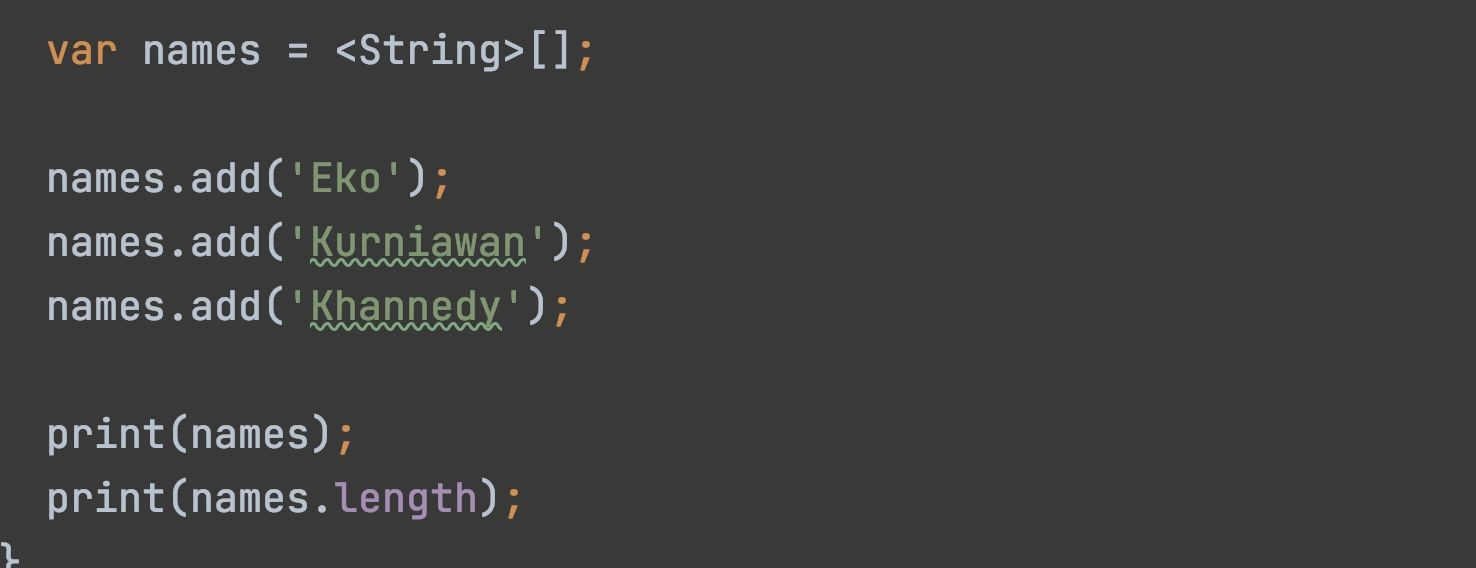 var names = <String>[];
names.add('Eko');
names.add('Kurniawan');
names.add('Khannedy');
print(names);
print(names.length);
}